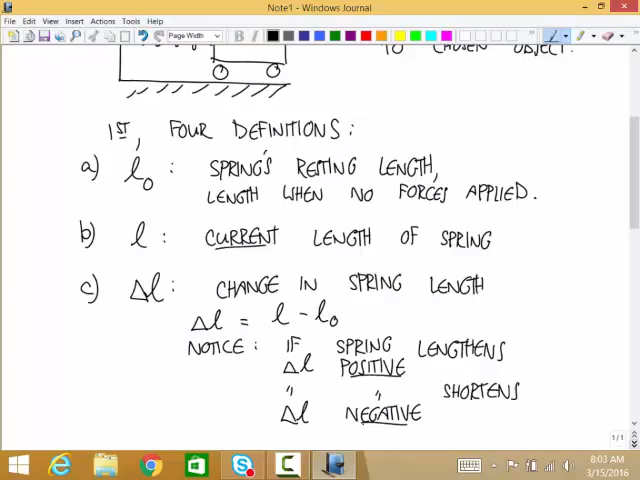 Note1 - Windows Journal
File Edit View Insert Actions Tools Help
Page Width
B
TO CHOSEN OBJECT.
1ST, FOUR DEFINITIONS:
a) l0 : SPRING'S RESTING LENGTH,
LENGTH WHEN NO FORCES APPLIED.
b) l : CURRENT LENGTH OF SPRING
c) Δl : CHANGE IN SPRING LENGTH
Δl = l - l0
NOTICE : IF SPRING LENGTHENS
Δl POSITIVE
" " SHORTENS
Δl NEGATIVE
1/1
8:03 AM
3/15/2016